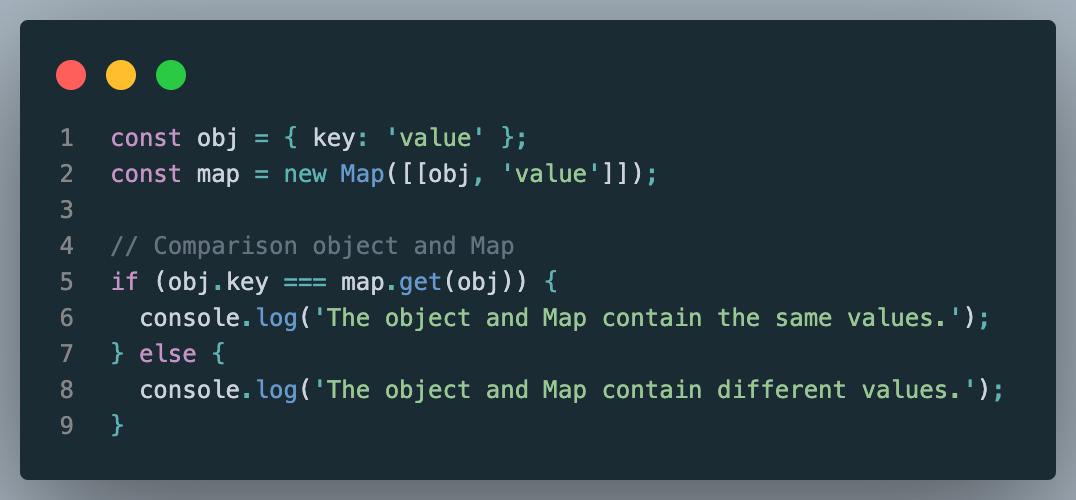 1 const obj = { key: 'value' };
2 const map = new Map([[obj, 'value']]);
3
4 // Comparison object and Map
5 if (obj.key === map.get(obj)) {
6   console.log('The object and Map contain the same values.');
7 } else {
8   console.log('The object and Map contain different values.');
9 }